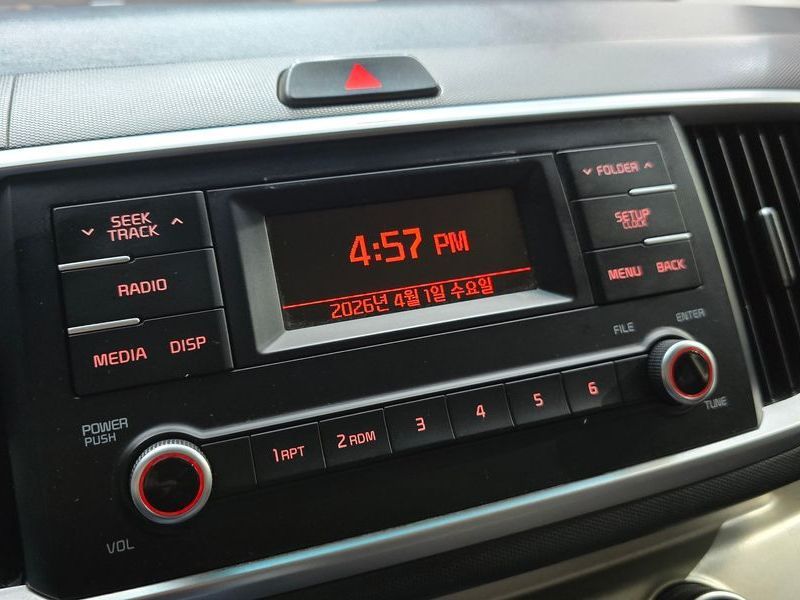 SEEK
TRACK
RADIO
MEDIA DISP
4:57 PM
2026년 4월 1일 수요일
FOLDER
SETUP
CLOCK
MENU BACK
FILE ENTER
TUNE
POWER
PUSH
VOL
1 RPT 2 RDM 3 4 5 6